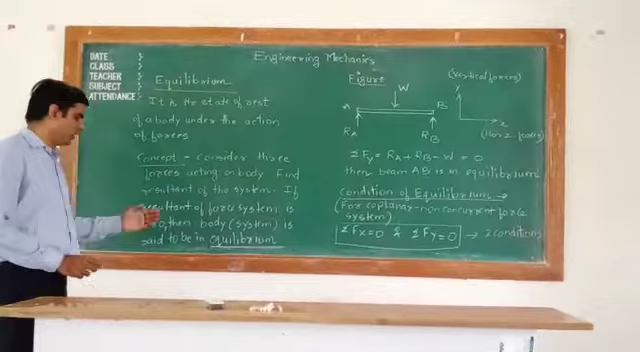 Engineering Mechanics
DATE :
CLASS :
TEACHER :
SUBJECT :
ATTENDANCE :
Equilibrium
It is the state of rest
of a body under the action
of forces
Concept - consider three
forces acting on body Find
resultant of the system. If
resultant of force system is
then body (system) is
said to be in equilibrium
Figure
(Vertical forces)
W
y
A
B
x
RA
RB
(Horz forces)
ΣFy = RA + RB - W = 0
then beam AB is in equilibrium
condition of Equilibrium →
(For coplanar-non concurrent force
system)
ΣFx=0 & ΣFy=0 → 2 conditions